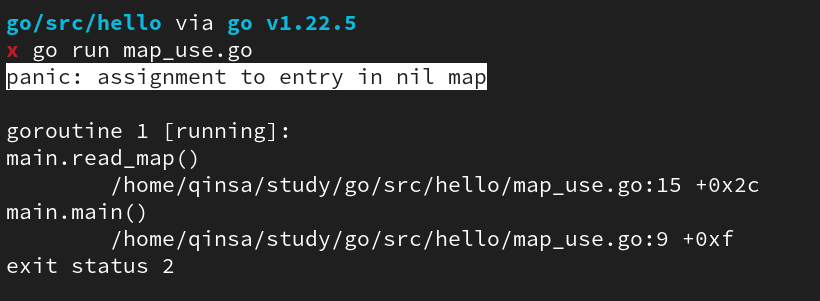 go/src/hello via go v1.22.5
x go run map_use.go
panic: assignment to entry in nil map
goroutine 1 [running]:
main.read_map()
/home/qinsa/study/go/src/hello/map_use.go:15 +0x2c
main.main()
/home/qinsa/study/go/src/hello/map_use.go:9 +0xf
exit status 2